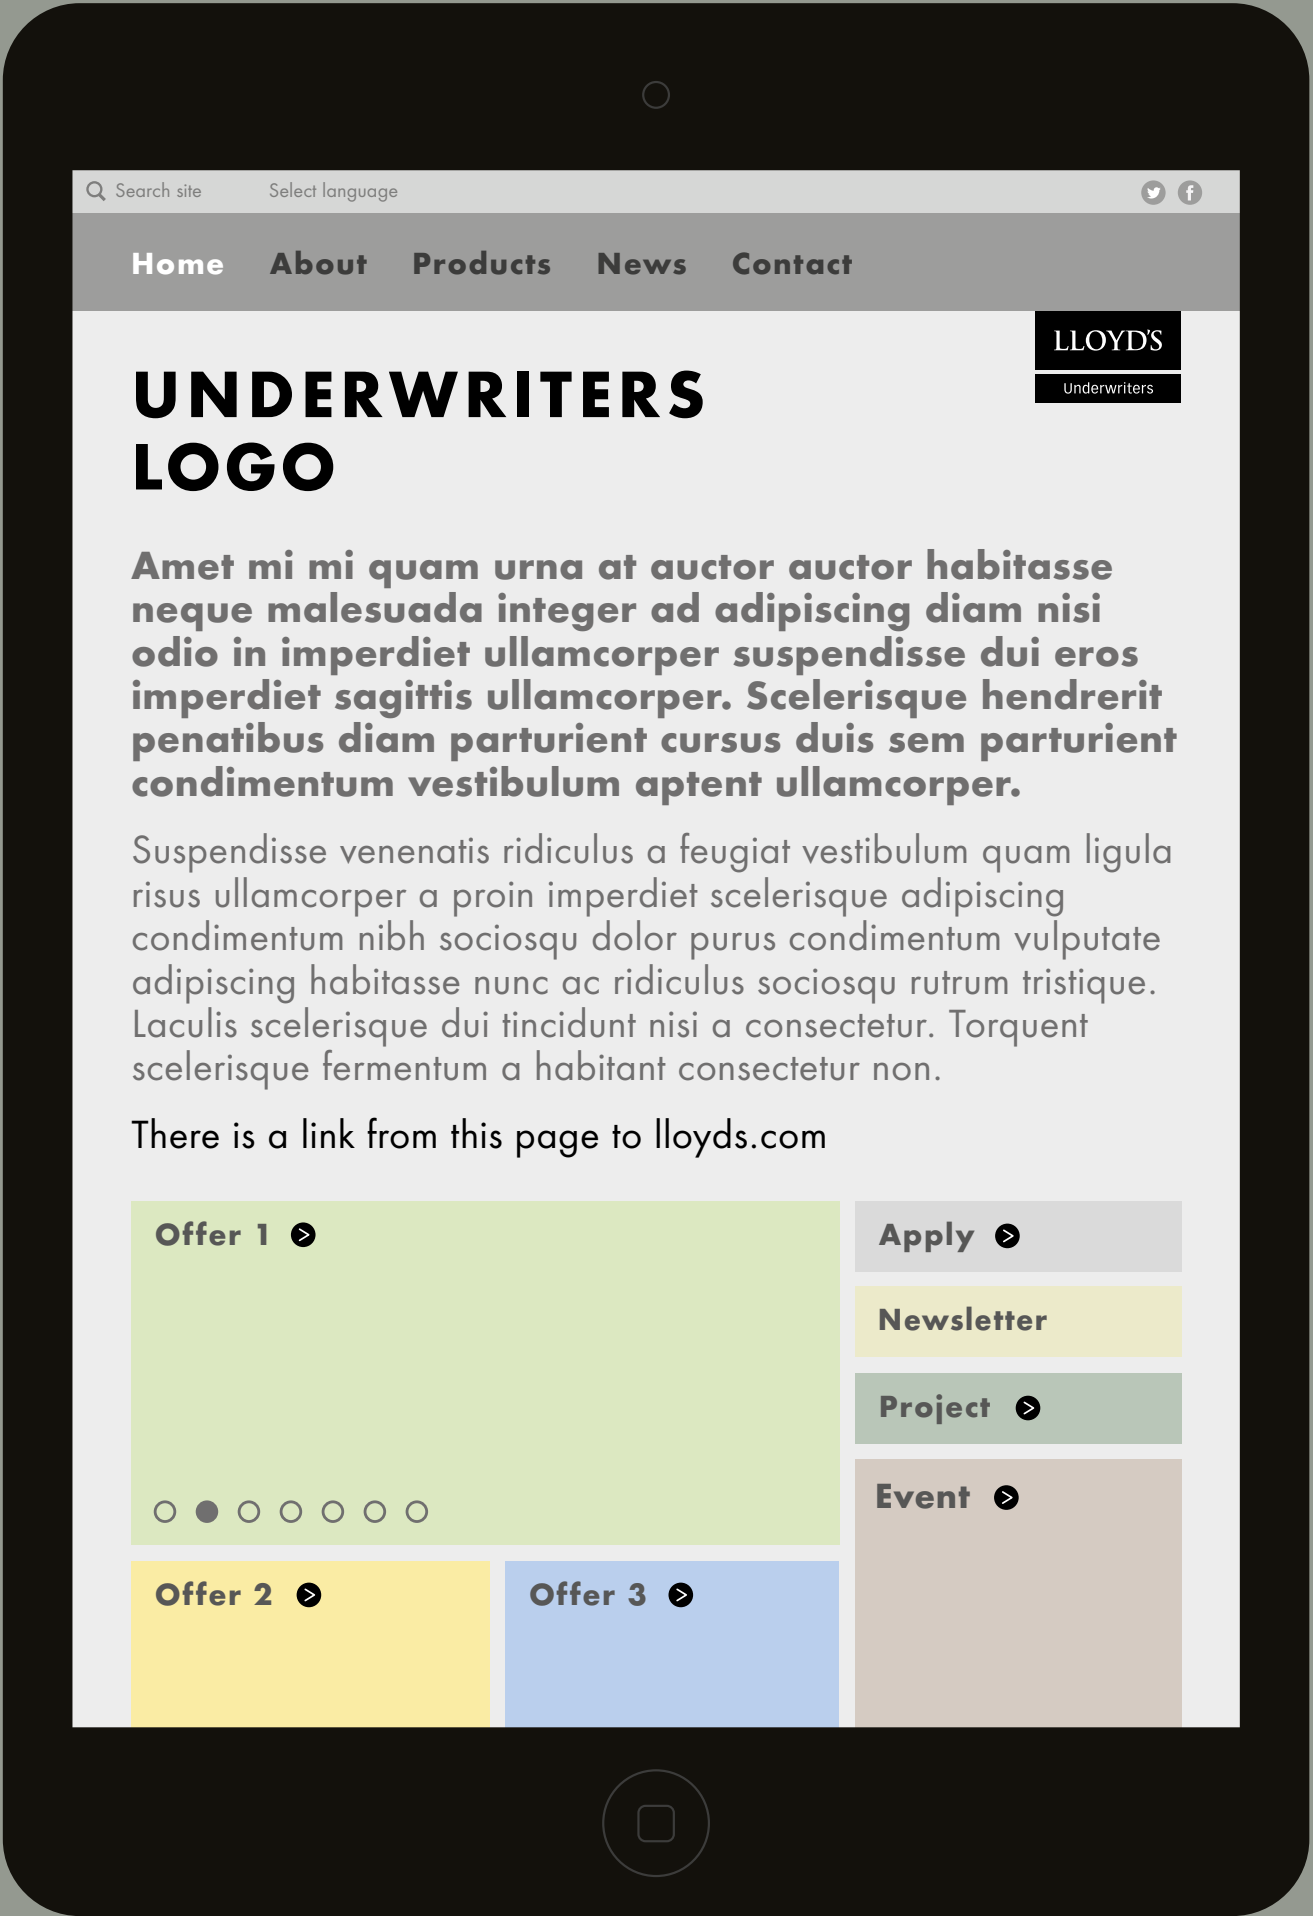 Search site
Select language
Home
About
Products
News
Contact
LLOYD'S
Underwriters
UNDERWRITERS
LOGO
Amet mi mi quam urna at auctor auctor habitasse
neque malesuada integer ad adipiscing diam nisi
odio in imperdiet ullamcorper suspendisse dui eros
imperdiet sagittis ullamcorper. Scelerisque hendrerit
penatibus diam parturient cursus duis sem parturient
condimentum vestibulum aptent ullamcorper.
Suspendisse venenatis ridiculus a feugiat vestibulum quam ligula
risus ullamcorper a proin imperdiet scelerisque adipiscing
condimentum nibh sociosqu dolor purus condimentum vulputate
adipiscing habitasse nunc ac ridiculus sociosqu rutrum tristique.
Laculis scelerisque dui tincidunt nisi a consectetur. Torquent
scelerisque fermentum a habitant consectetur non.
There is a link from this page to lloyds.com
Offer 1
Apply
Newsletter
Project
Event
Offer 2
Offer 3